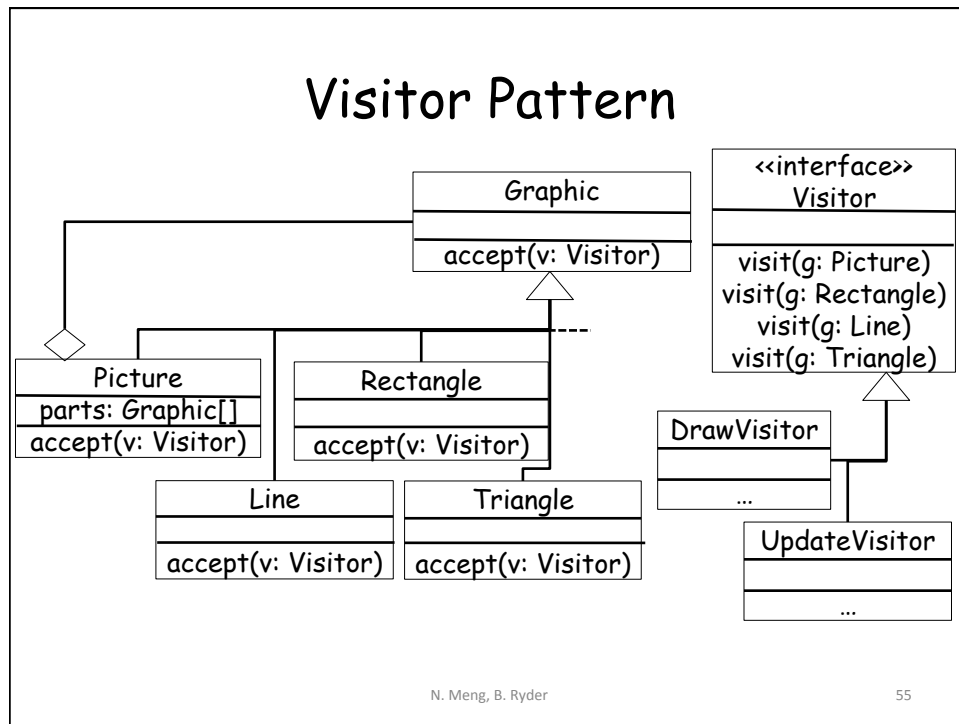 Visitor Pattern
Graphic
accept(v: Visitor)
<<interface>>
Visitor
visit(g: Picture)
visit(g: Rectangle)
visit(g: Line)
visit(g: Triangle)
Picture
parts: Graphic[]
accept(v: Visitor)
Rectangle
accept(v: Visitor)
Line
accept(v: Visitor)
Triangle
accept(v: Visitor)
DrawVisitor
...
UpdateVisitor
...
N. Meng, B. Ryder
55